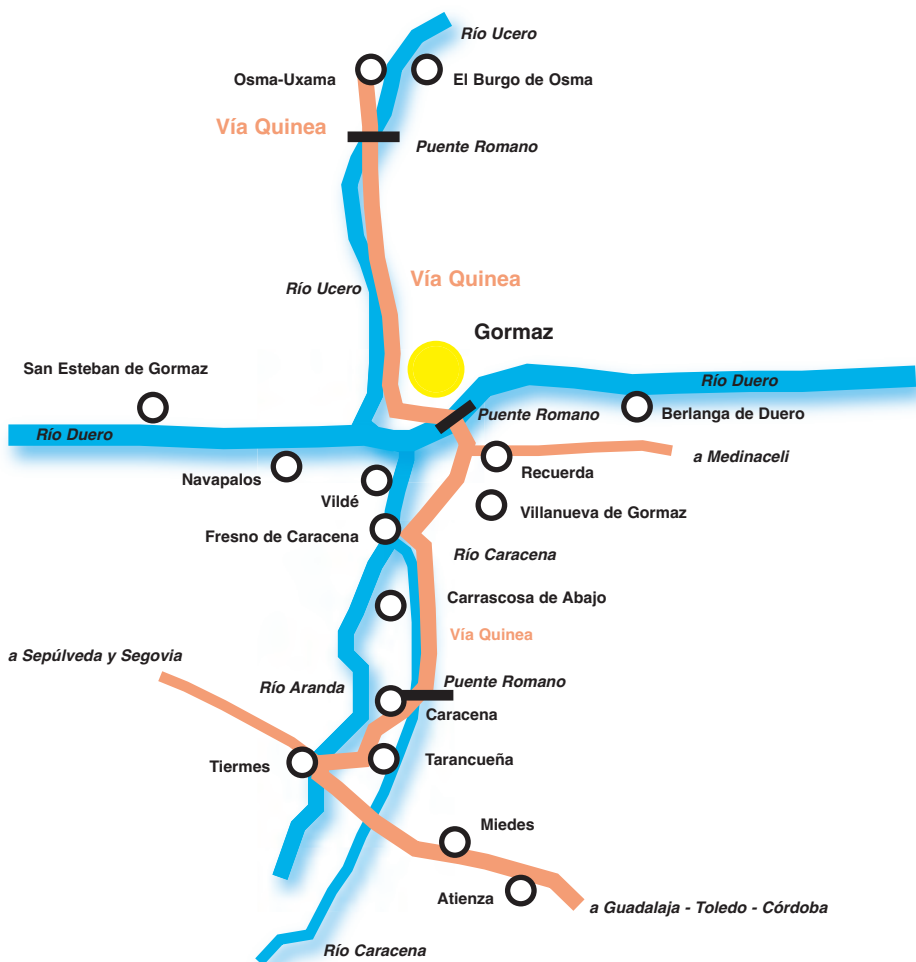 Río Ucero
Osma-Uxama
El Burgo de Osma
Vía Quinea
Puente Romano
Vía Quinea
Río Ucero
Gormaz
San Esteban de Gormaz
Río Duero
Puente Romano
Berlanga de Duero
Río Duero
a Medinaceli
Recuerda
Navapalos
Vildé
Villanueva de Gormaz
Fresno de Caracena
Río Caracena
Carrascosa de Abajo
Vía Quinea
a Sepúlveda y Segovia
Puente Romano
Río Aranda
Caracena
Tarancueña
Tiermes
Miedes
Atienza
a Guadalaja - Toledo - Córdoba
Río Caracena